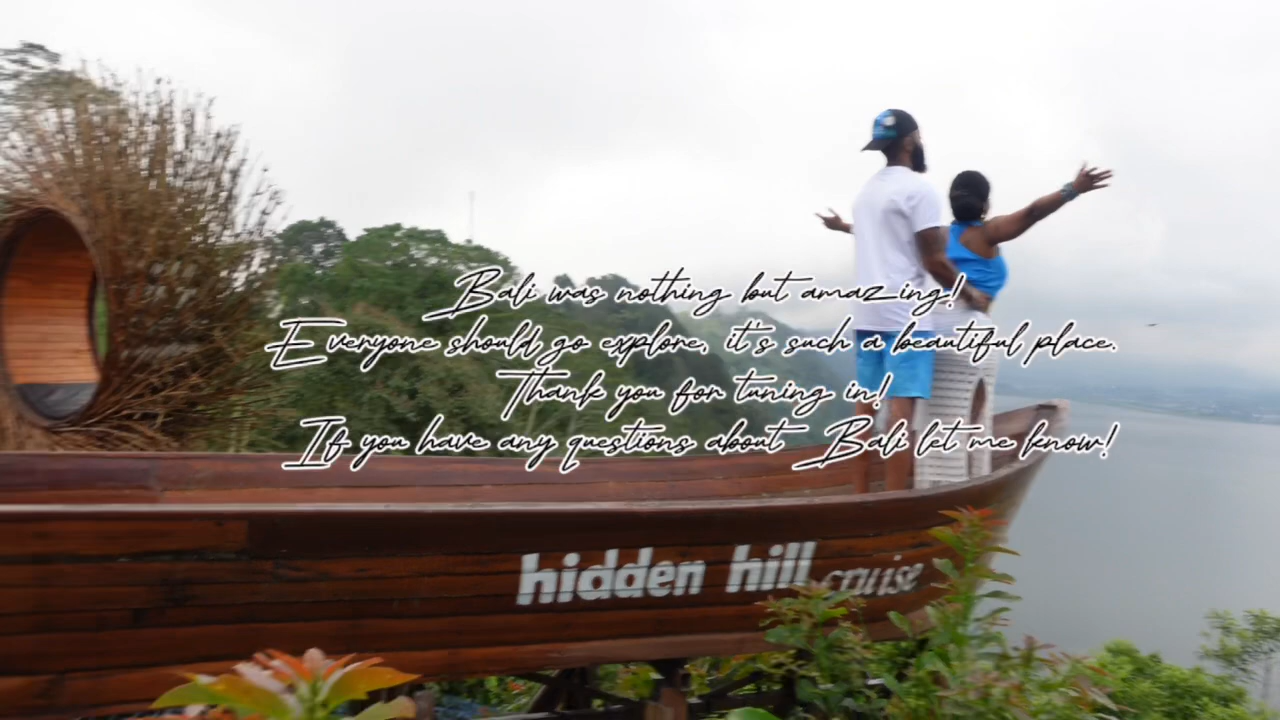 Bali was nothing but amazing!
Everyone should go explore, it's such a beautiful place.
Thank you for tuning in!
If you have any questions about Bali let me know!
hidden hill cruise